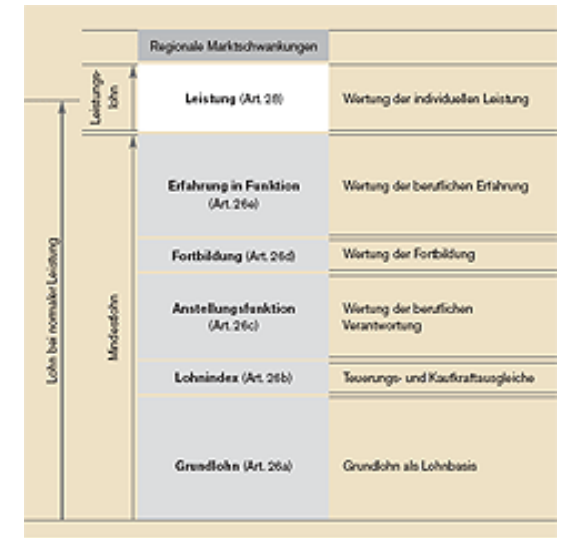 Regionale Marktschwankungen
Leistungs-
lohn
Leistung (Art. 28)
Wertung der individuellen Leistung
Erfahrung in Funktion
(Art. 26e)
Wertung der beruflichen Erfahrung
Fortbildung (Art. 26d)
Wertung der Fortbildung
Anstellungsfunktion
(Art. 26c)
Wertung der beruflichen
Verantwortung
Lohnindex (Art. 26b)
Teuerungs- und Kaufkraftausgleiche
Grundlohn (Art. 26a)
Grundlohn als Lohnbasis
Mindestlohn
Lohn bei normaler Leistung